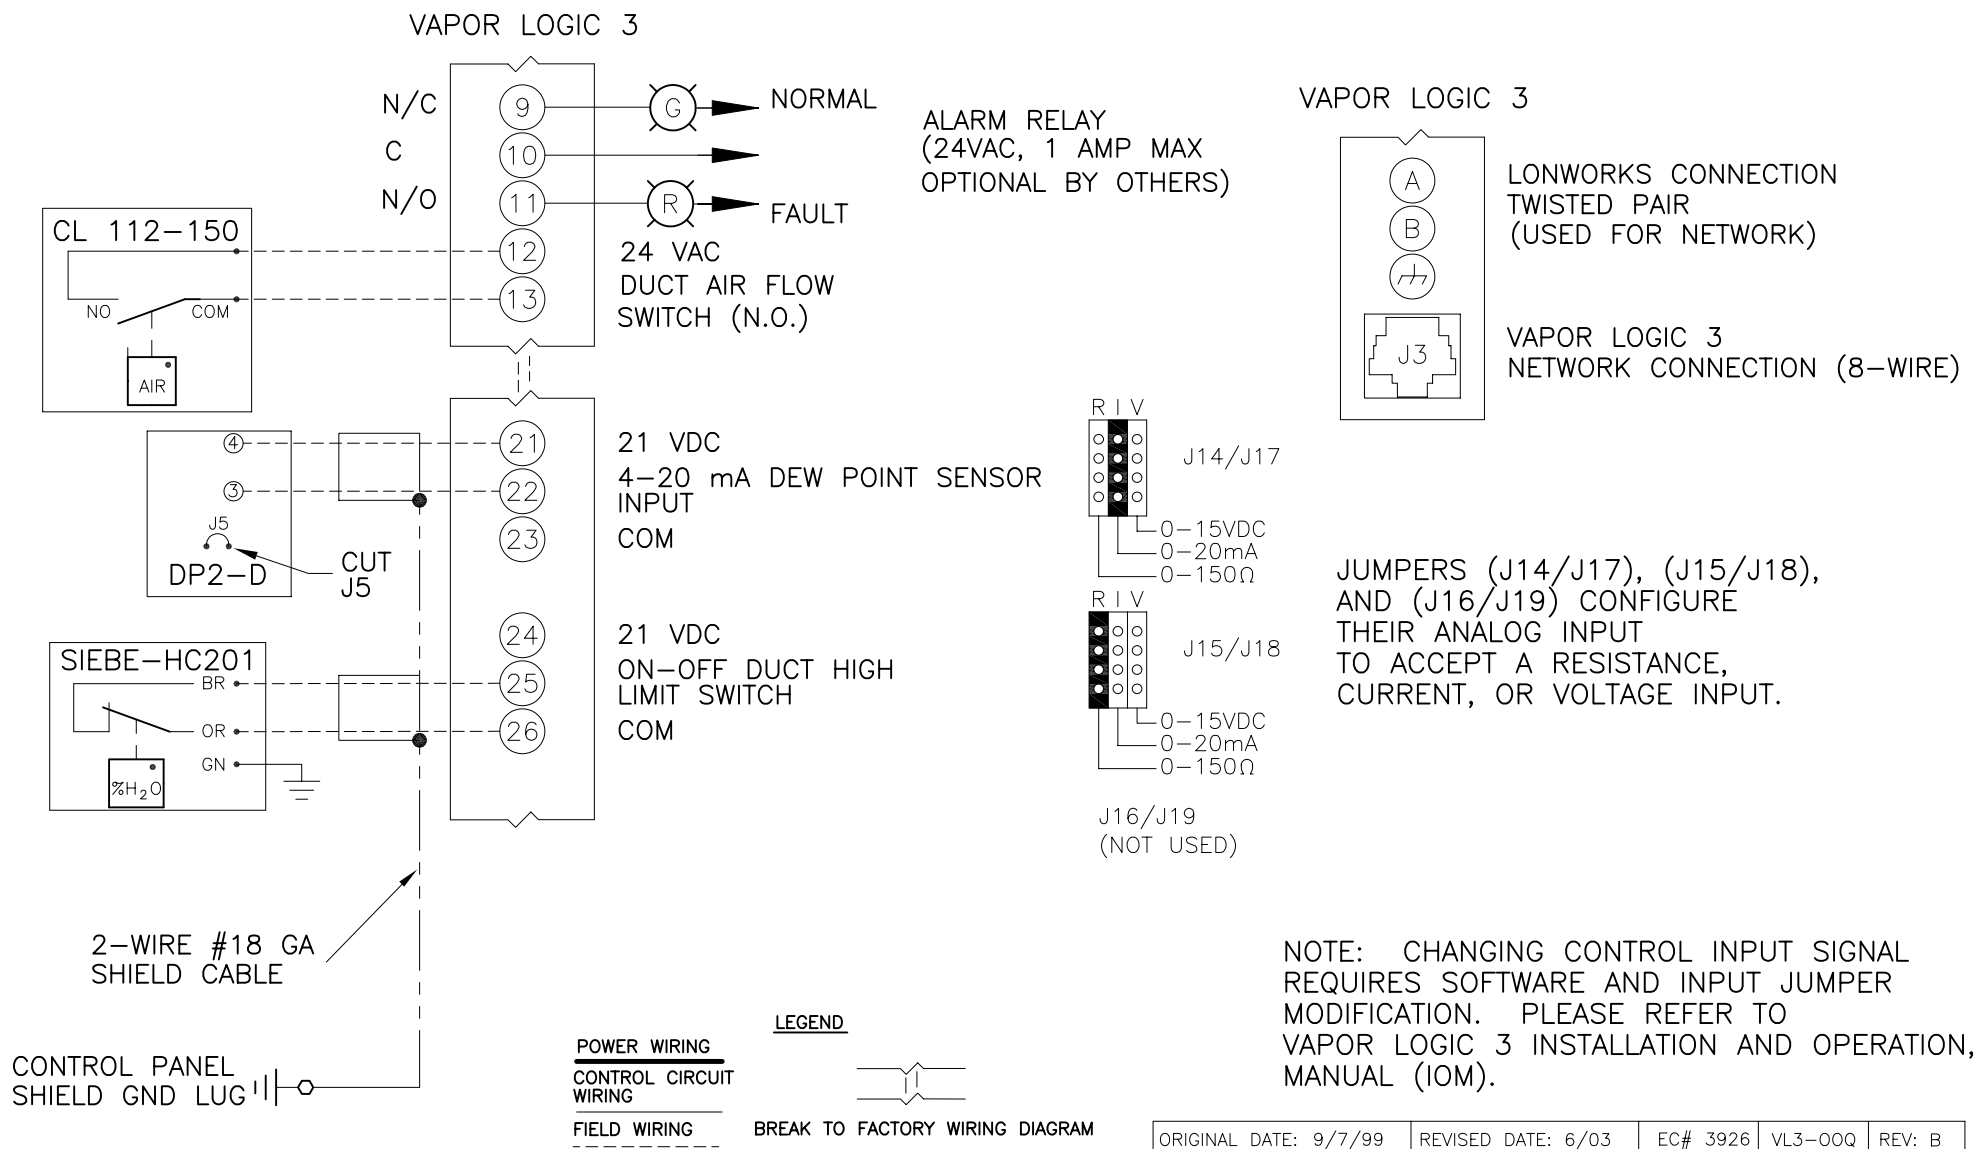 VAPOR LOGIC 3
N/C
9
G
NORMAL
C
10
N/O
11
R
FAULT
ALARM RELAY
(24VAC, 1 AMP MAX
OPTIONAL BY OTHERS)
CL 112-150
NO
COM
AIR
12
24 VAC
13
DUCT AIR FLOW
SWITCH (N.O.)
VAPOR LOGIC 3
A
B
LONWORKS CONNECTION
TWISTED PAIR
(USED FOR NETWORK)
J3
VAPOR LOGIC 3
NETWORK CONNECTION (8-WIRE)
4
3
J5
DP2-D
CUT
J5
21
21 VDC
22
4-20 mA DEW POINT SENSOR
INPUT
23
COM
R I V
J14/J17
0-15VDC
0-20mA
0-150Ω
SIEBE-HC201
BR
OR
GN
%H2O
24
21 VDC
25
ON-OFF DUCT HIGH
LIMIT SWITCH
26
COM
R I V
J15/J18
0-15VDC
0-20mA
0-150Ω
J16/J19
(NOT USED)
JUMPERS (J14/J17), (J15/J18),
AND (J16/J19) CONFIGURE
THEIR ANALOG INPUT
TO ACCEPT A RESISTANCE,
CURRENT, OR VOLTAGE INPUT.
2-WIRE #18 GA
SHIELD CABLE
CONTROL PANEL
SHIELD GND LUG
LEGEND
POWER WIRING
CONTROL CIRCUIT
WIRING
FIELD WIRING
BREAK TO FACTORY WIRING DIAGRAM
NOTE: CHANGING CONTROL INPUT SIGNAL
REQUIRES SOFTWARE AND INPUT JUMPER
MODIFICATION. PLEASE REFER TO
VAPOR LOGIC 3 INSTALLATION AND OPERATION,
MANUAL (IOM).
ORIGINAL DATE: 9/7/99 REVISED DATE: 6/03 EC# 3926 VL3-00Q REV: B